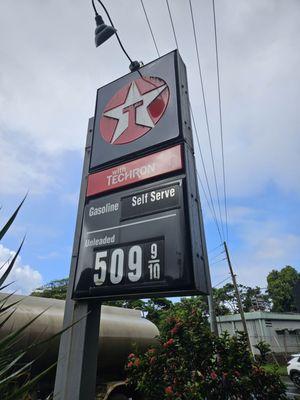 T
with
TECHRON
Gasoline Self Serve
Unleaded
509 9/10